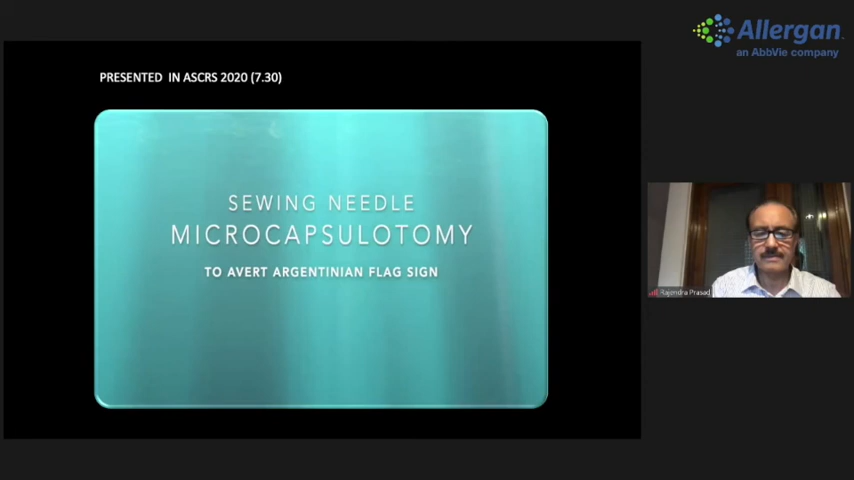 Allergan
an AbbVie company
PRESENTED IN ASCRS 2020 (7.30)
SEWING NEEDLE
MICROCAPSULOTOMY
TO AVERT ARGENTINIAN FLAG SIGN
Rajendra Prasad